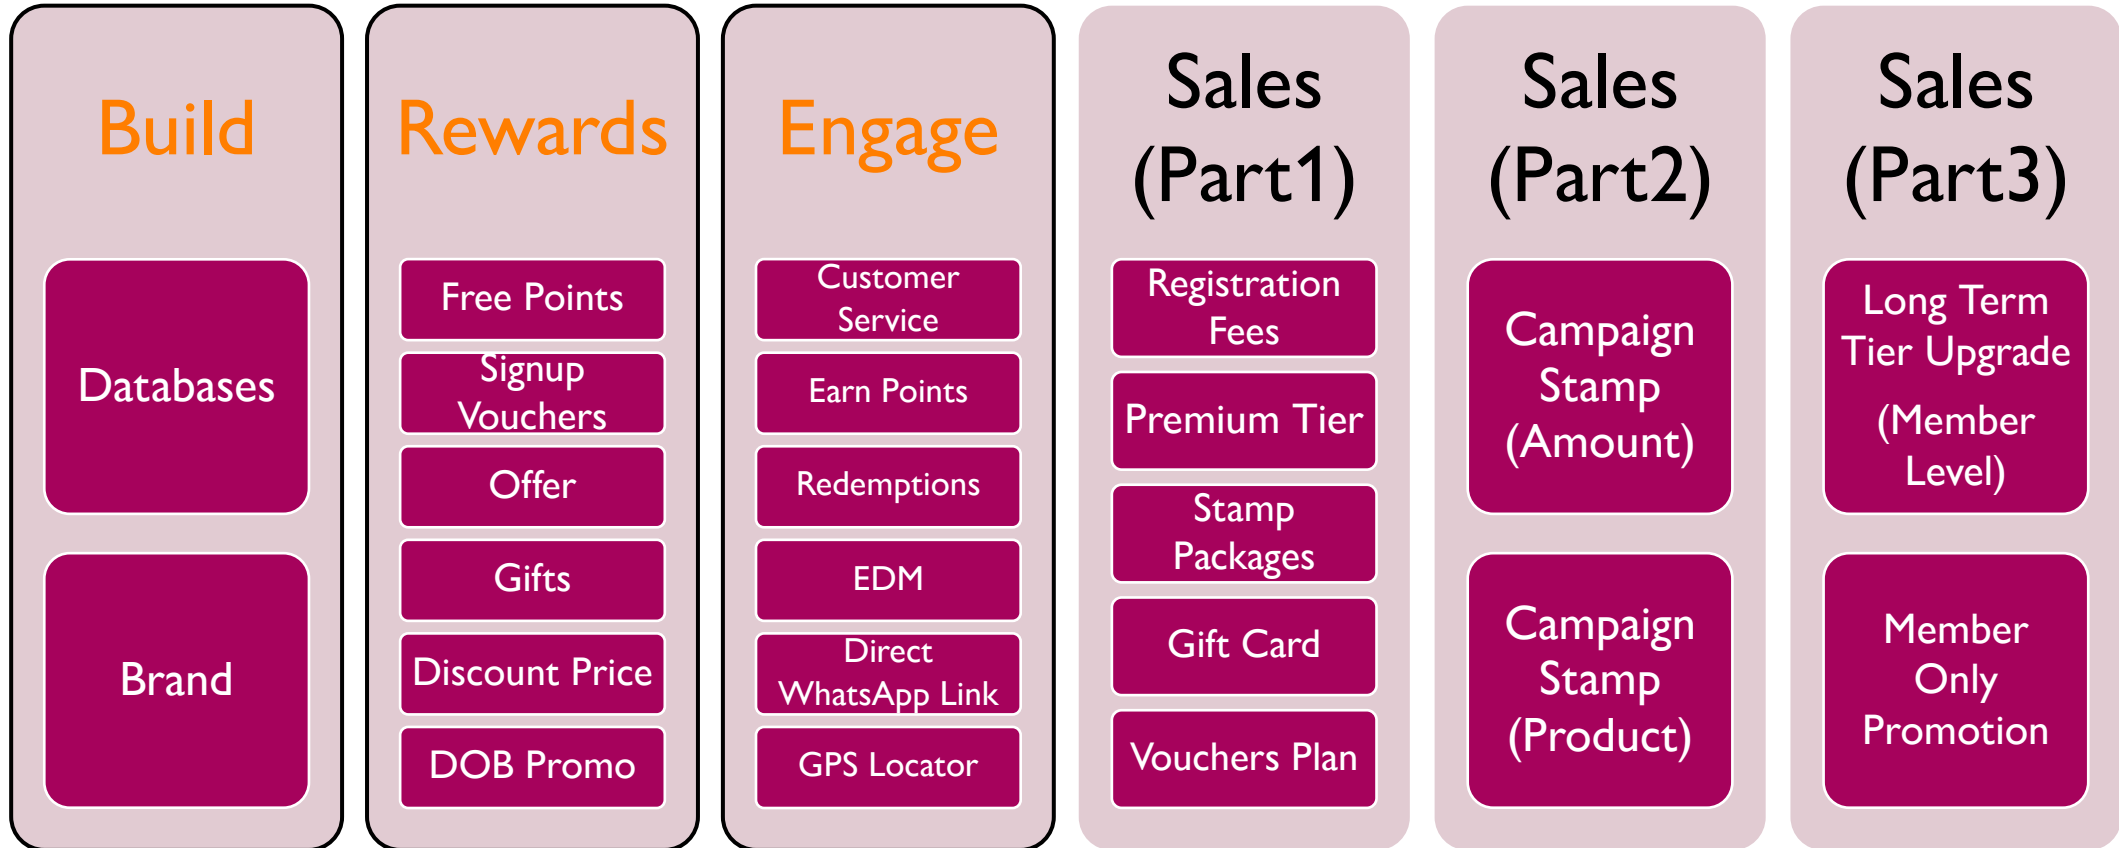 Build
Databases
Brand
Rewards
Free Points
Signup
Vouchers
Offer
Gifts
Discount Price
DOB Promo
Engage
Customer
Service
Earn Points
Redemptions
EDM
Direct
WhatsApp Link
GPS Locator
Sales
(Part1)
Registration
Fees
Premium Tier
Stamp
Packages
Gift Card
Vouchers Plan
Sales
(Part2)
Campaign
Stamp
(Amount)
Campaign
Stamp
(Product)
Sales
(Part3)
Long Term
Tier Upgrade
(Member
Level)
Member
Only
Promotion